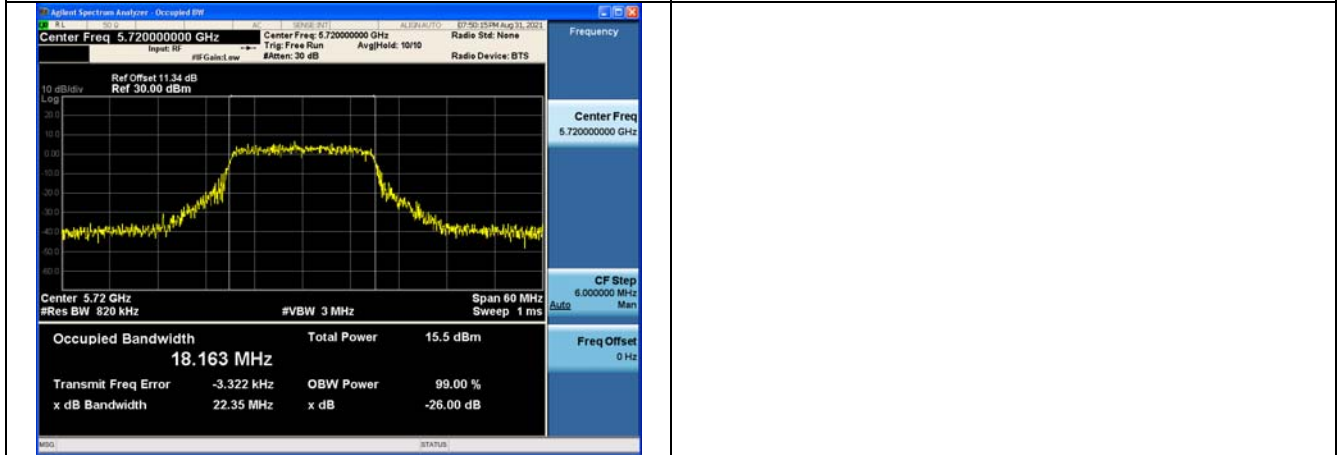 Agilent Spectrum Analyzer - Occupied BW
RL 50 Ω AC SENSE:INT ALIGNAUTO 07:50:15 PM Aug 31, 2021
Center Freq 5.720000000 GHz
Center Freq: 5.720000000 GHz
Radio Std: None
Input: RF
Trig: Free Run Avg|Hold: 10/10
#IFGain:Low
#Atten: 30 dB
Radio Device: BTS
Frequency
Ref Offset 11.34 dB
10 dB/div Ref 30.00 dBm
Log
20.0
10.0
0.00
-10.0
-20.0
-30.0
-40.0
-50.0
-60.0
Center Freq
5.720000000 GHz
CF Step
6.000000 MHz
Auto Man
Center 5.72 GHz Span 60 MHz
#Res BW 820 kHz #VBW 3 MHz Sweep 1 ms
Freq Offset
0 Hz
Occupied Bandwidth Total Power 15.5 dBm
18.163 MHz
Transmit Freq Error -3.322 kHz OBW Power 99.00 %
x dB Bandwidth 22.35 MHz x dB -26.00 dB
MSG STATUS